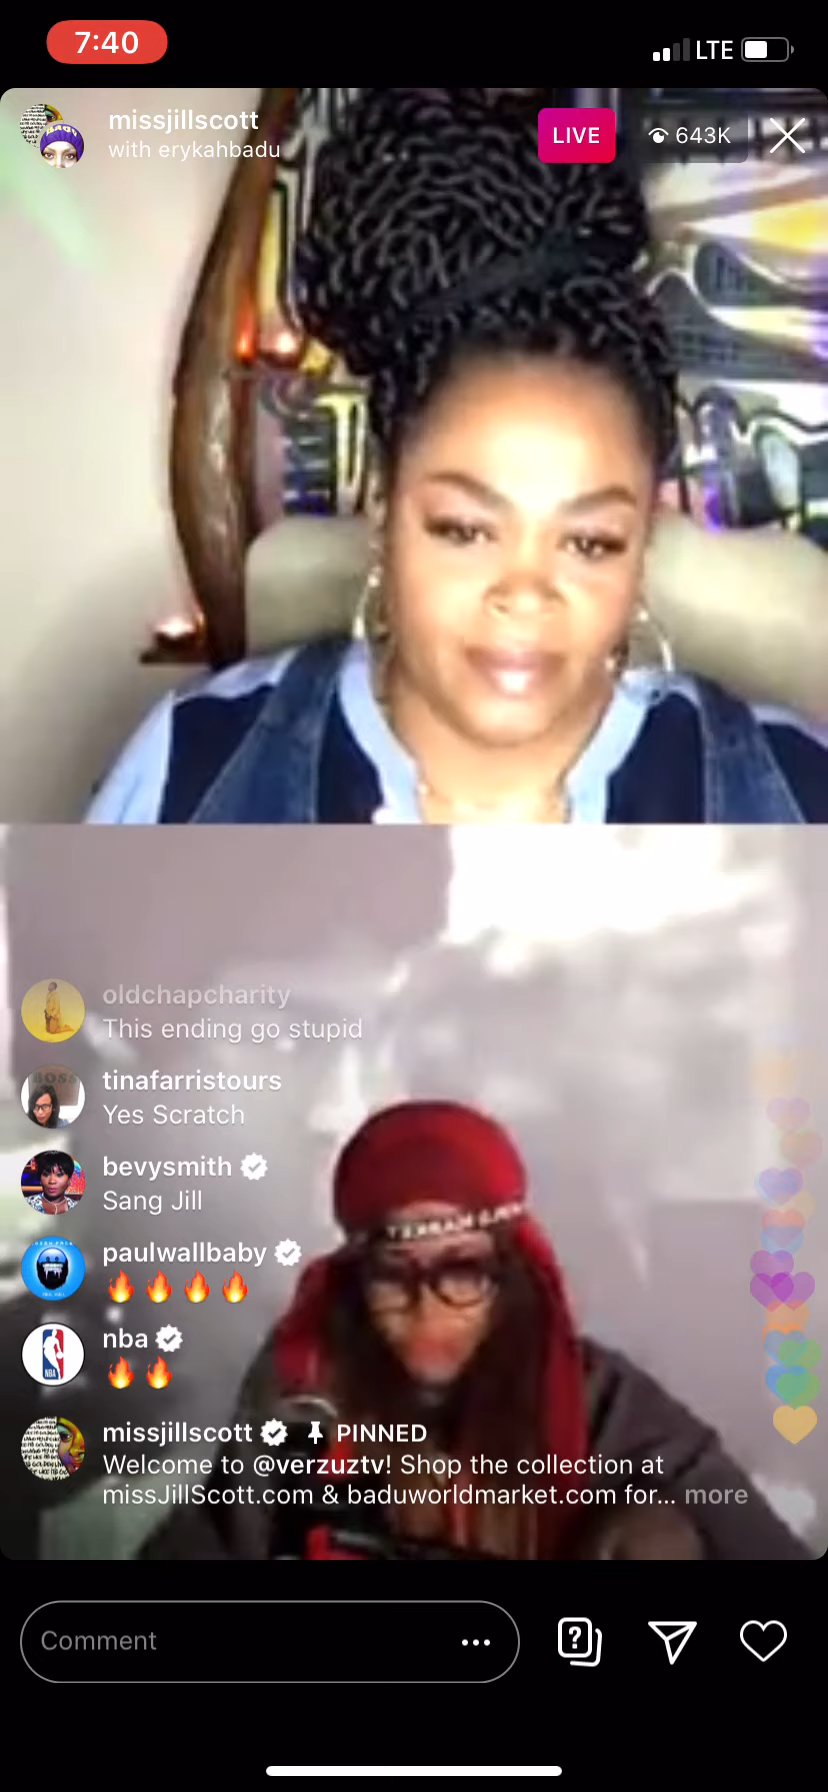 7:40
LTE
missjillscott
with erykahbadu
LIVE
643K
oldchapcharity
This ending go stupid
tinafarristours
Yes Scratch
bevysmith
Sang Jill
paulwallbaby
🔥 🔥 🔥 🔥
nba
🔥 🔥
NBA
missjillscott PINNED
Welcome to @verzuztv! Shop the collection at
missJillScott.com & baduworldmarket.com for... more
Comment